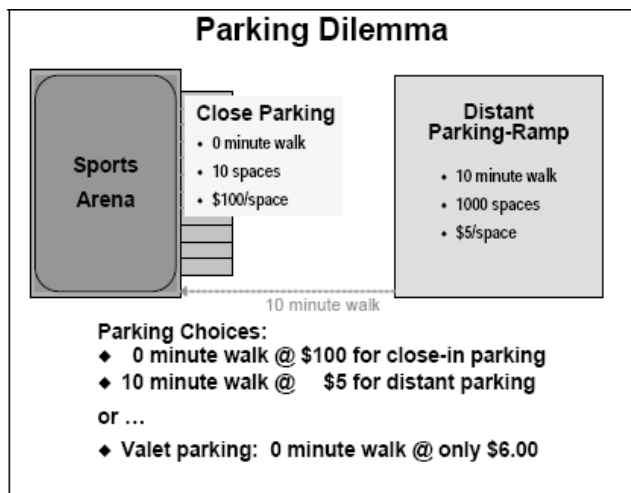 Parking Dilemma
Sports
Arena
Close Parking
• 0 minute walk
• 10 spaces
• $100/space
Distant
Parking-Ramp
• 10 minute walk
• 1000 spaces
• $5/space
10 minute walk
Parking Choices:
◆ 0 minute walk @ $100 for close-in parking
◆ 10 minute walk @ $5 for distant parking
or …
◆ Valet parking: 0 minute walk @ only $6.00